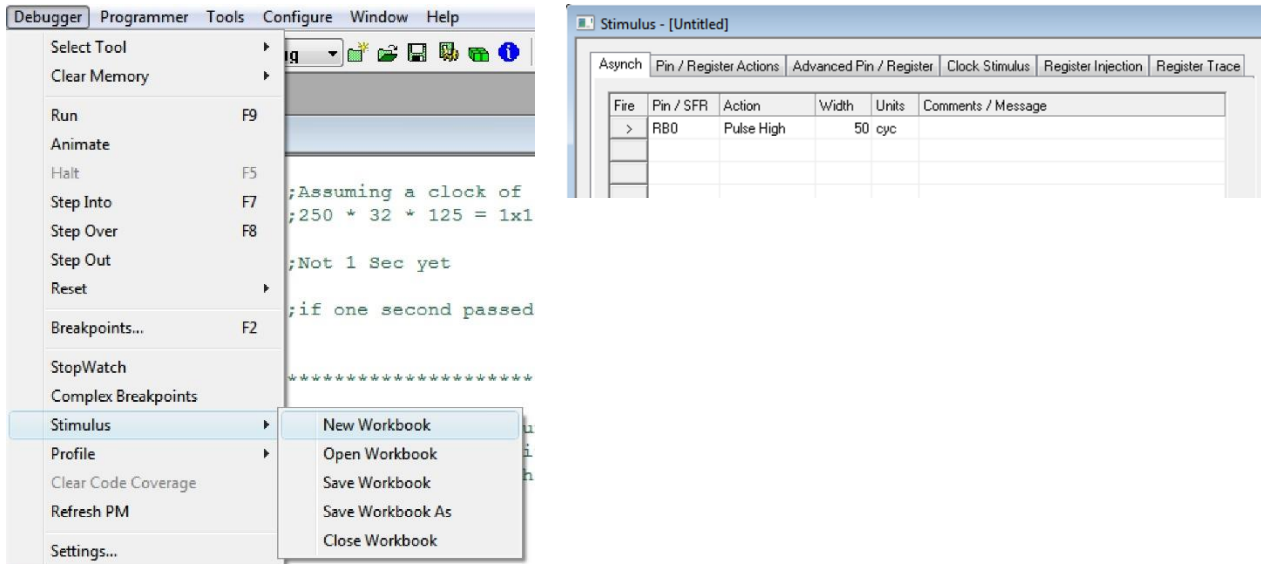 Debugger Programmer Tools Configure Window Help
Select Tool
Clear Memory
Run F9
Animate
Halt F5
Step Into F7
Step Over F8
Step Out
Reset
Breakpoints... F2
StopWatch
Complex Breakpoints
Stimulus
Profile
Clear Code Coverage
Refresh PM
Settings...
New Workbook
Open Workbook
Save Workbook
Save Workbook As
Close Workbook
;Assuming a clock of
;250 * 32 * 125 = 1x1
;Not 1 Sec yet
;if one second passed
*********************
Stimulus - [Untitled]
Asynch Pin / Register Actions Advanced Pin / Register Clock Stimulus Register Injection Register Trace
Fire Pin / SFR Action Width Units Comments / Message
> RB0 Pulse High 50 cyc